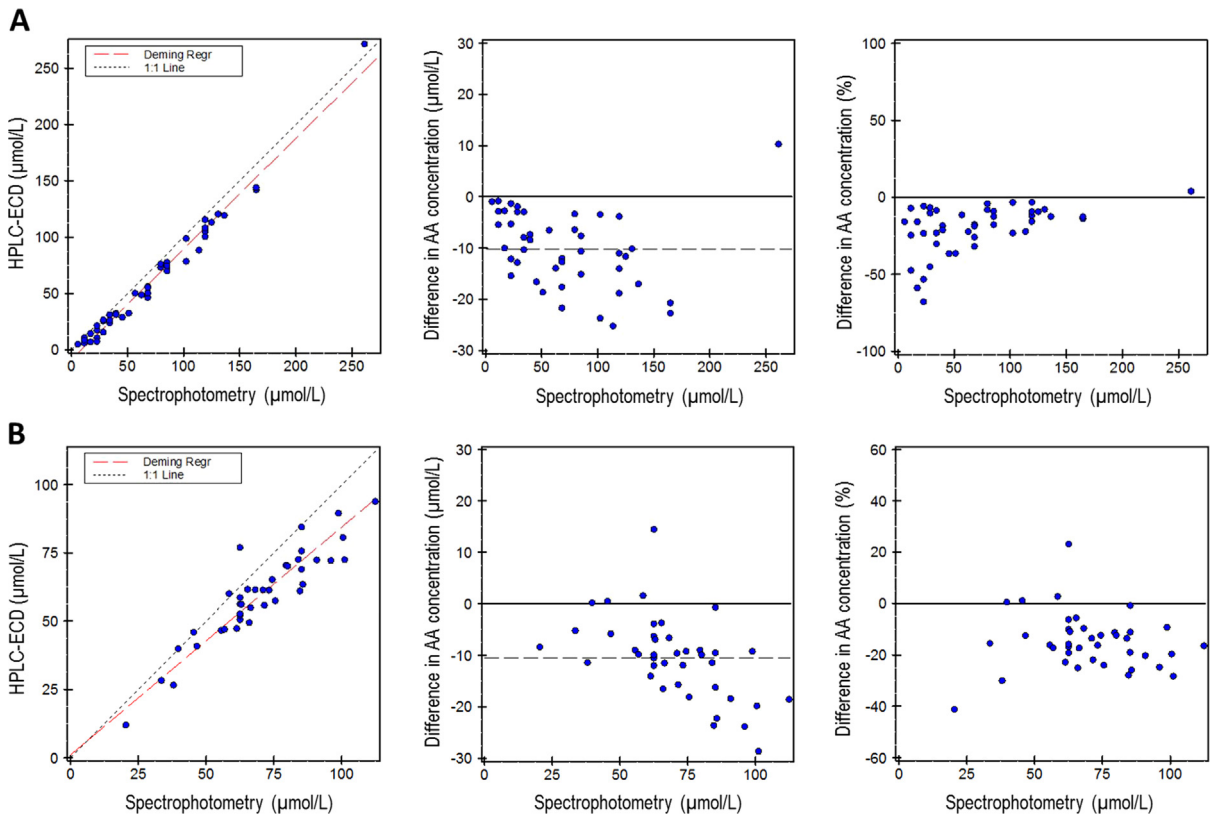 A
HPLC-ECD (µmol/L)
250
200
150
100
50
0
Deming Regr
1:1 Line
0 50 100 150 200 250
Spectrophotometry (µmol/L)
Difference in AA concentration (µmol/L)
30
20
10
0
-10
-20
-30
0 50 100 150 200 250
Spectrophotometry (µmol/L)
Difference in AA concentration (%)
100
50
0
-50
-100
0 50 100 150 200 250
Spectrophotometry (µmol/L)
B
HPLC-ECD (µmol/L)
100
75
50
25
0
Deming Regr
1:1 Line
0 25 50 75 100
Spectrophotometry (µmol/L)
Difference in AA concentration (µmol/L)
30
20
10
0
-10
-20
-30
0 25 50 75 100
Spectrophotometry (µmol/L)
Difference in AA concentration (%)
60
40
20
0
-20
-40
-60
0 25 50 75 100
Spectrophotometry (µmol/L)